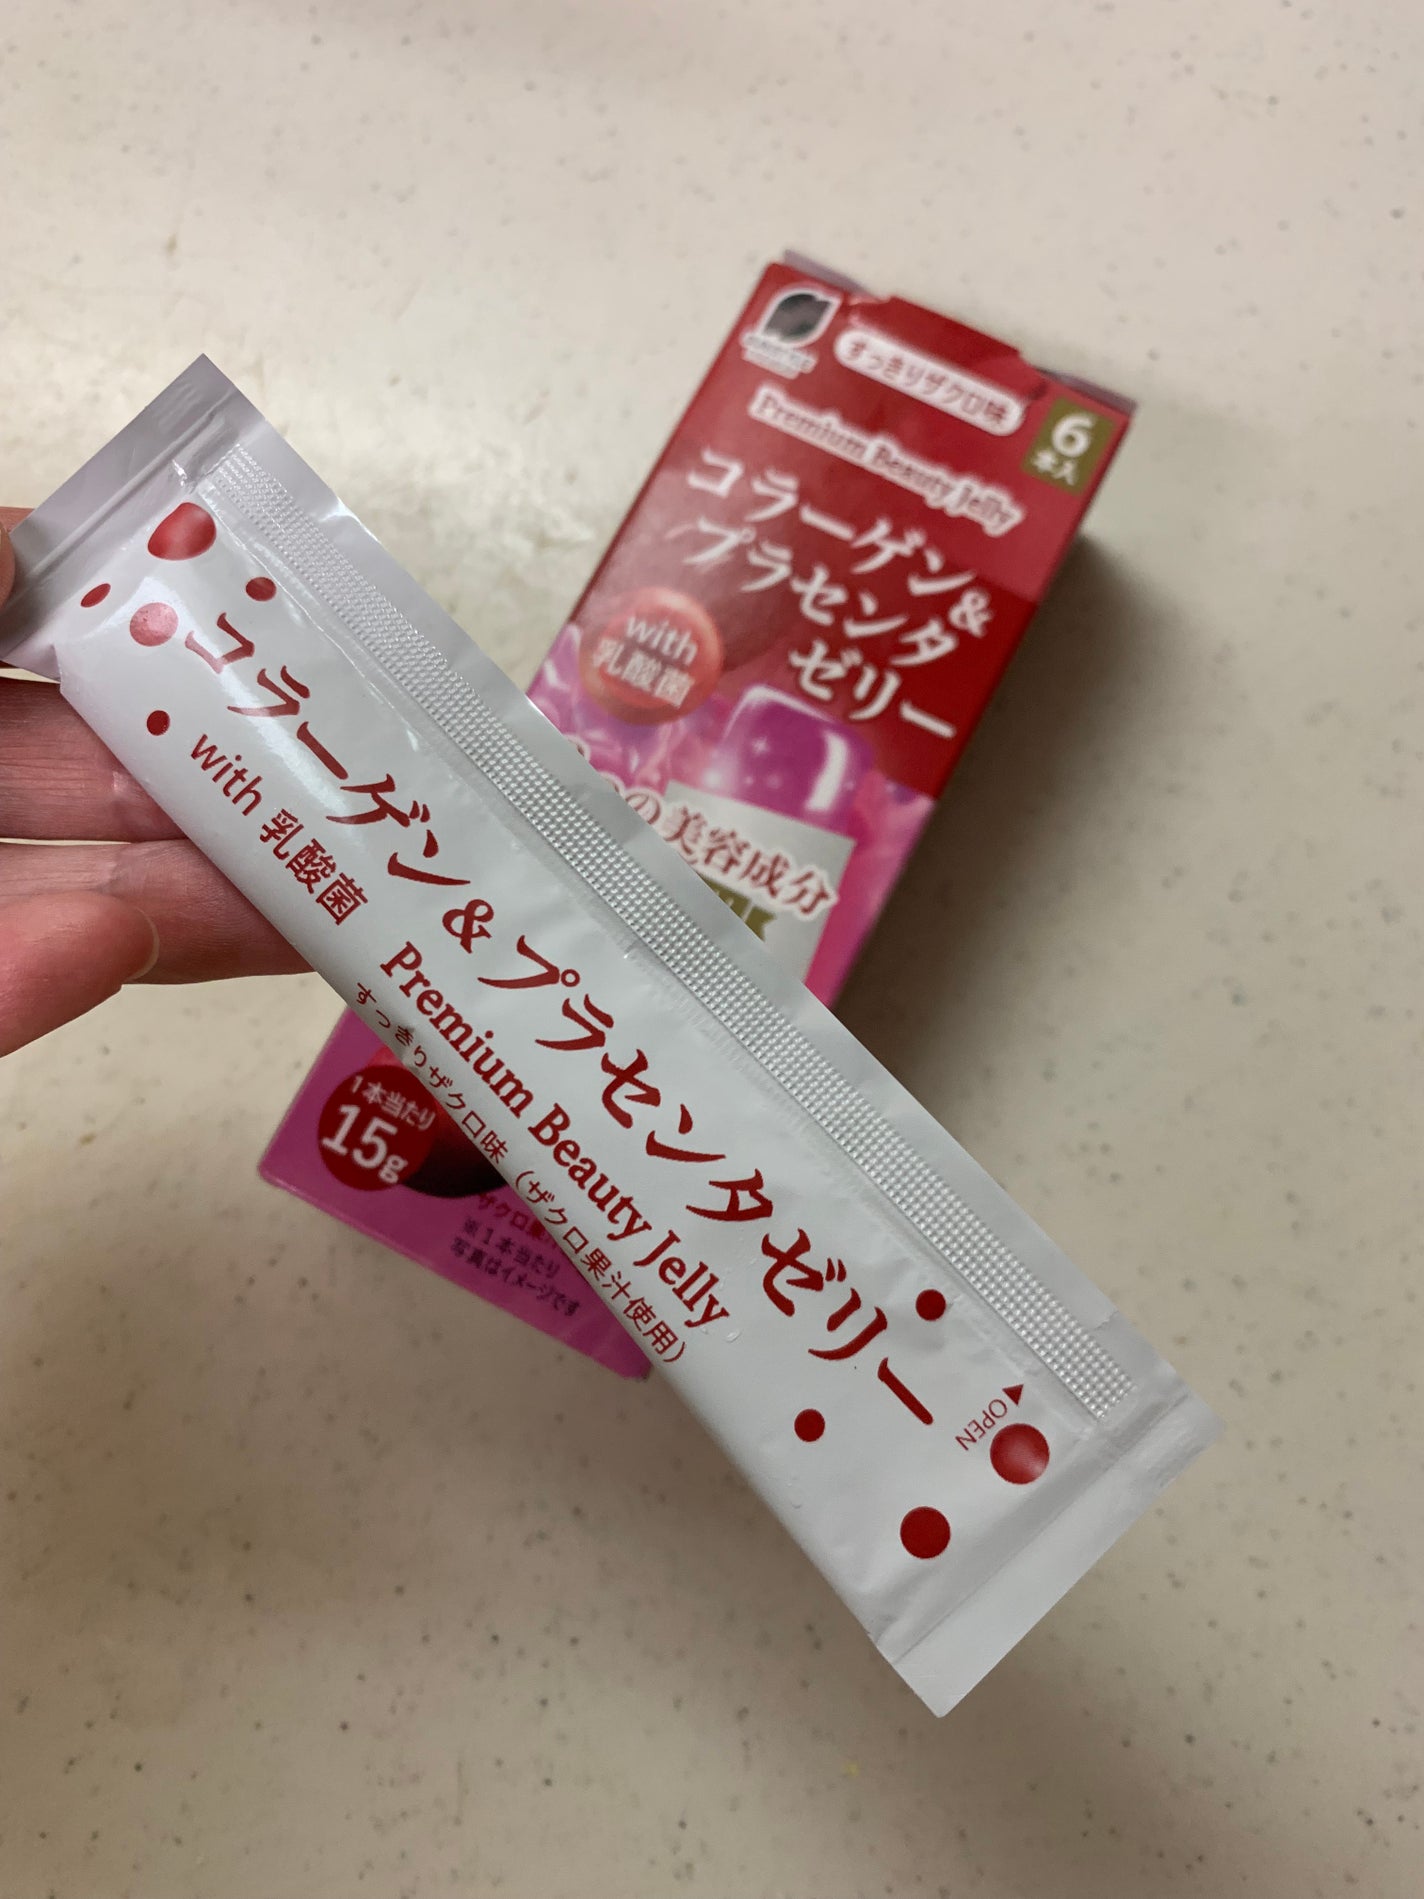 すっきりザクロ味
6
本入
Premium Beauty Jelly
コラーゲン&
プラセンタ
ゼリー
with
乳酸菌
の美容成分
1本当たり
15g
ザクロ
※1本当たり
写真はイメージです
コラーゲン&プラセンタゼリー
with 乳酸菌 Premium Beauty Jelly
すっきりザクロ味(ザクロ果汁使用)
OPEN